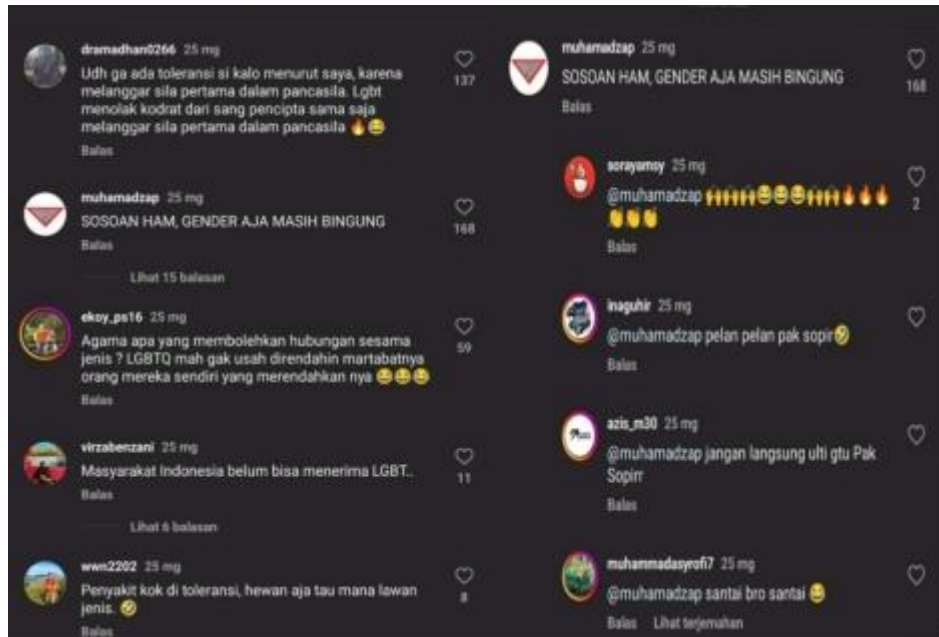 dramadhan0266 25 mg
Udh ga ada toleransi si kalo menurut saya, karena
melanggar sila pertama dalam pancasila. Lgbt
menolak kodrat dari sang pencipta sama saja
melanggar sila pertama dalam pancasila 🔥😂
137
Balas
muhamadzap 25 mg
SOSOAN HAM, GENDER AJA MASIH BINGUNG
168
Balas
Lihat 15 balasan
ekoy_ps16 25 mg
Agama apa yang membolehkan hubungan sesama
jenis ? LGBTQ mah gak usah direndahin martabatnya
orang mereka sendiri yang merendahkan nya 😂😂😂
59
Balas
virzabenzani 25 mg
Masyarakat Indonesia belum bisa menerima LGBT..
11
Balas
Lihat 6 balasan
wwn2202 25 mg
Penyakit kok di toleransi, hewan aja tau mana lawan
jenis. 🤣
8
Balas
muhamadzap 25 mg
SOSOAN HAM, GENDER AJA MASIH BINGUNG
168
Balas
sorayamsy 25 mg
@muhamadzap 🙌🙌🙌😂😂😂🙌🙌🔥🔥🔥
👏👏👏
2
Balas
inaguhir 25 mg
@muhamadzap pelan pelan pak sopir🤣
Balas
azis_m30 25 mg
@muhamadzap jangan langsung ulti gtu Pak
Sopirr
Balas
muhammadasyrofi7 25 mg
@muhamadzap santai bro santai 😂
Balas Lihat terjemahan